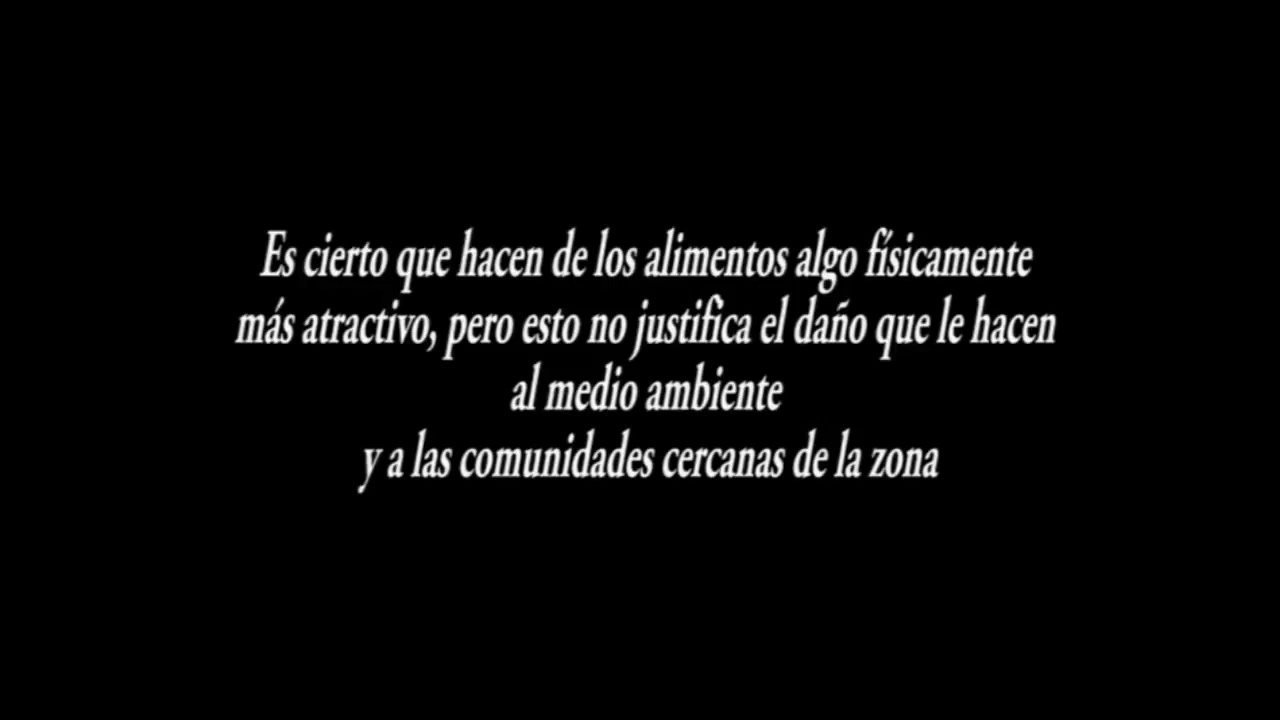 Es cierto que hacen de los alimentos algo físicamente
más atractivo, pero esto no justifica el daño que le hacen
al medio ambiente
y a las comunidades cercanas de la zona